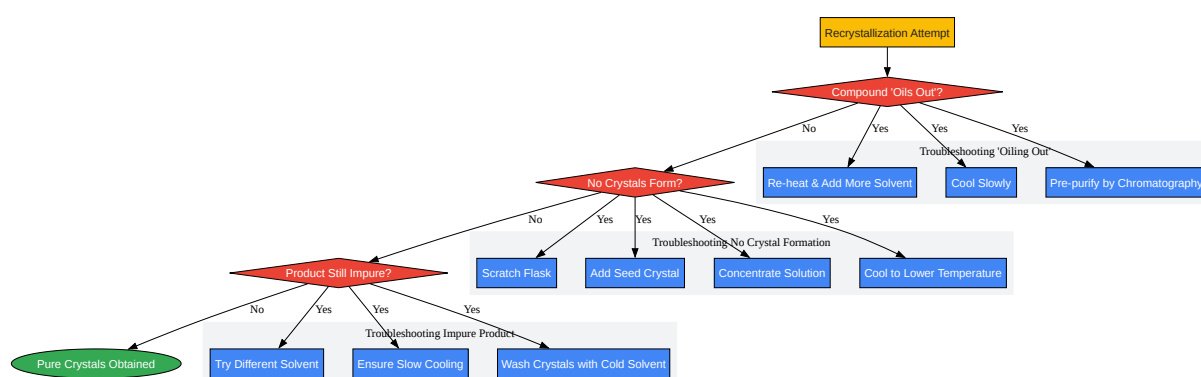 Recrystallization Attempt
Compound 'Oils Out'?
No
Yes
Yes
Yes
Troubleshooting 'Oiling Out'
Re-heat & Add More Solvent
Cool Slowly
Pre-purify by Chromatography
No Crystals Form?
No
Yes
Yes
Yes
Yes
Troubleshooting No Crystal Formation
Scratch Flask
Add Seed Crystal
Concentrate Solution
Cool to Lower Temperature
Product Still Impure?
No
Yes
Yes
Yes
Troubleshooting Impure Product
Pure Crystals Obtained
Try Different Solvent
Ensure Slow Cooling
Wash Crystals with Cold Solvent